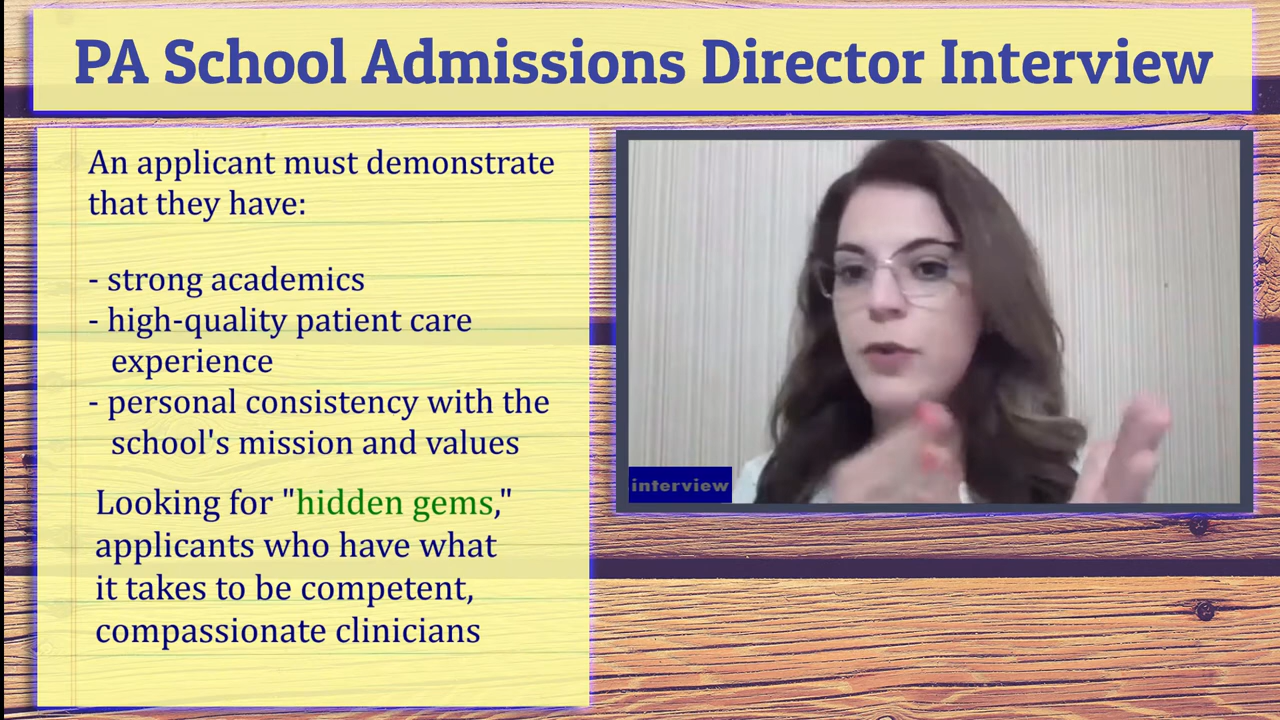 PA School Admissions Director Interview
An applicant must demonstrate
that they have:
- strong academics
- high-quality patient care
experience
- personal consistency with the
school's mission and values
Looking for "hidden gems,"
applicants who have what
it takes to be competent,
compassionate clinicians
interview